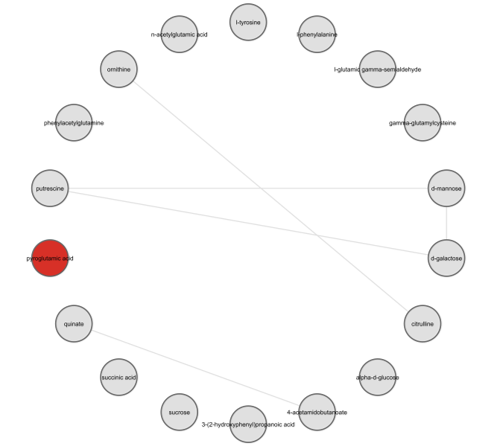 l-tyrosine
n-acetylglutamic acid
l-phenylalanine
ornithine
l-glutamic gamma-semialdehyde
phenylacetylglutamine
gamma-glutamylcysteine
putrescine
d-mannose
pyroglutamic acid
d-galactose
quinate
citrulline
succinic acid
alpha-d-glucose
sucrose
4-acetamidobutanoate
3-(2-hydroxyphenyl)propanoic acid